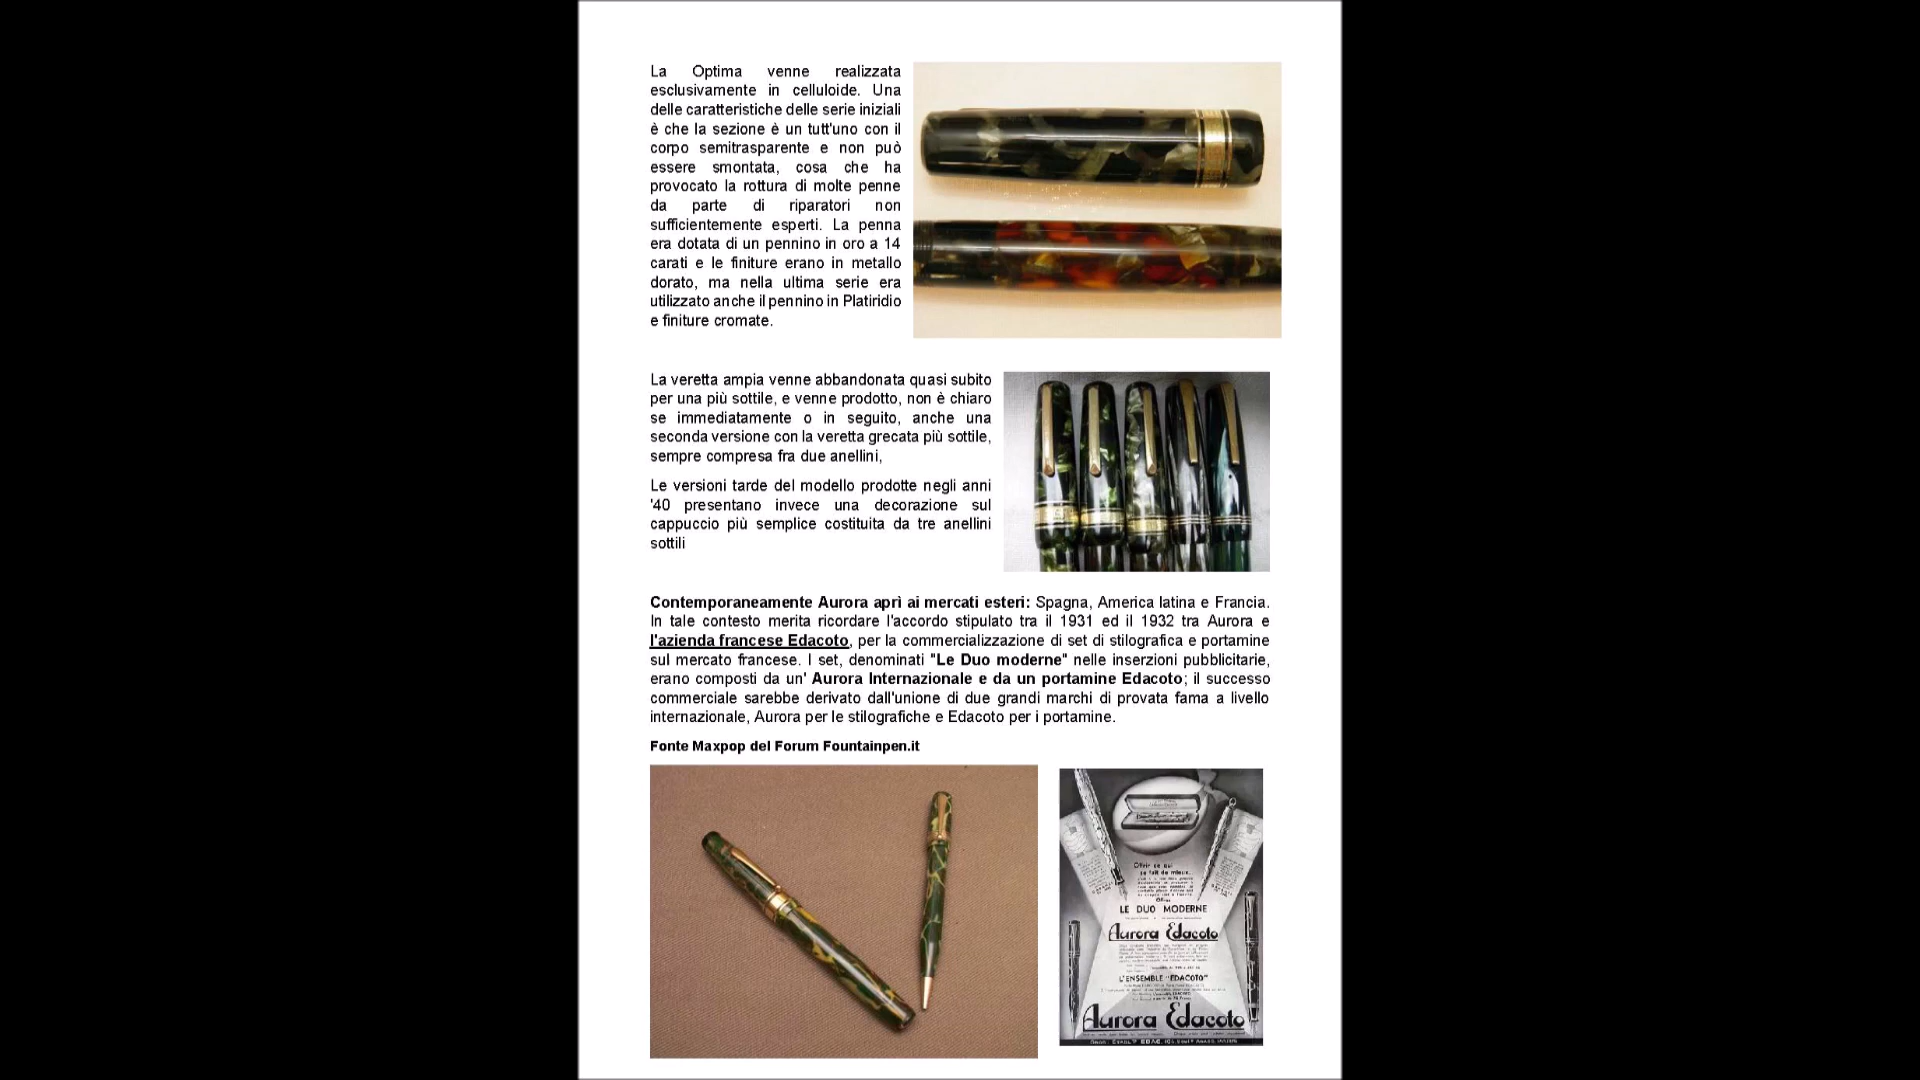 La Optima venne realizzata
esclusivamente in celluloide. Una
delle caratteristiche delle serie iniziali
è che la sezione è un tutt'uno con il
corpo semitrasparente e non può
essere smontata, cosa che ha
provocato la rottura di molte penne
da parte di riparatori non
sufficientemente esperti. La penna
era dotata di un pennino in oro a 14
carati e le finiture erano in metallo
dorato, ma nella ultima serie era
utilizzato anche il pennino in Platiridio
e finiture cromate.
La veretta ampia venne abbandonata quasi subito
per una più sottile, e venne prodotto, non è chiaro
se immediatamente o in seguito, anche una
seconda versione con la veretta grecata più sottile,
sempre compresa fra due anellini,
Le versioni tarde del modello prodotte negli anni
'40 presentano invece una decorazione sul
cappuccio più semplice costituita da tre anellini
sottili
Contemporaneamente Aurora aprì ai mercati esteri: Spagna, America latina e Francia.
In tale contesto merita ricordare l'accordo stipulato tra il 1931 ed il 1932 tra Aurora e
l'azienda francese Edacoto, per la commercializzazione di set di stilografica e portamine
sul mercato francese. I set, denominati "Le Duo moderne" nelle inserzioni pubblicitarie,
erano composti da un' Aurora Internazionale e da un portamine Edacoto; il successo
commerciale sarebbe derivato dall'unione di due grandi marchi di provata fama a livello
internazionale, Aurora per le stilografiche e Edacoto per i portamine.
Fonte Maxpop del Forum Fountainpen.it
Offrir ce qui
se fait de mieux.
LE DUO MODERNE
Aurora Edacoto
L'ENSEMBLE "EDACOTO"
Aurora Edacoto